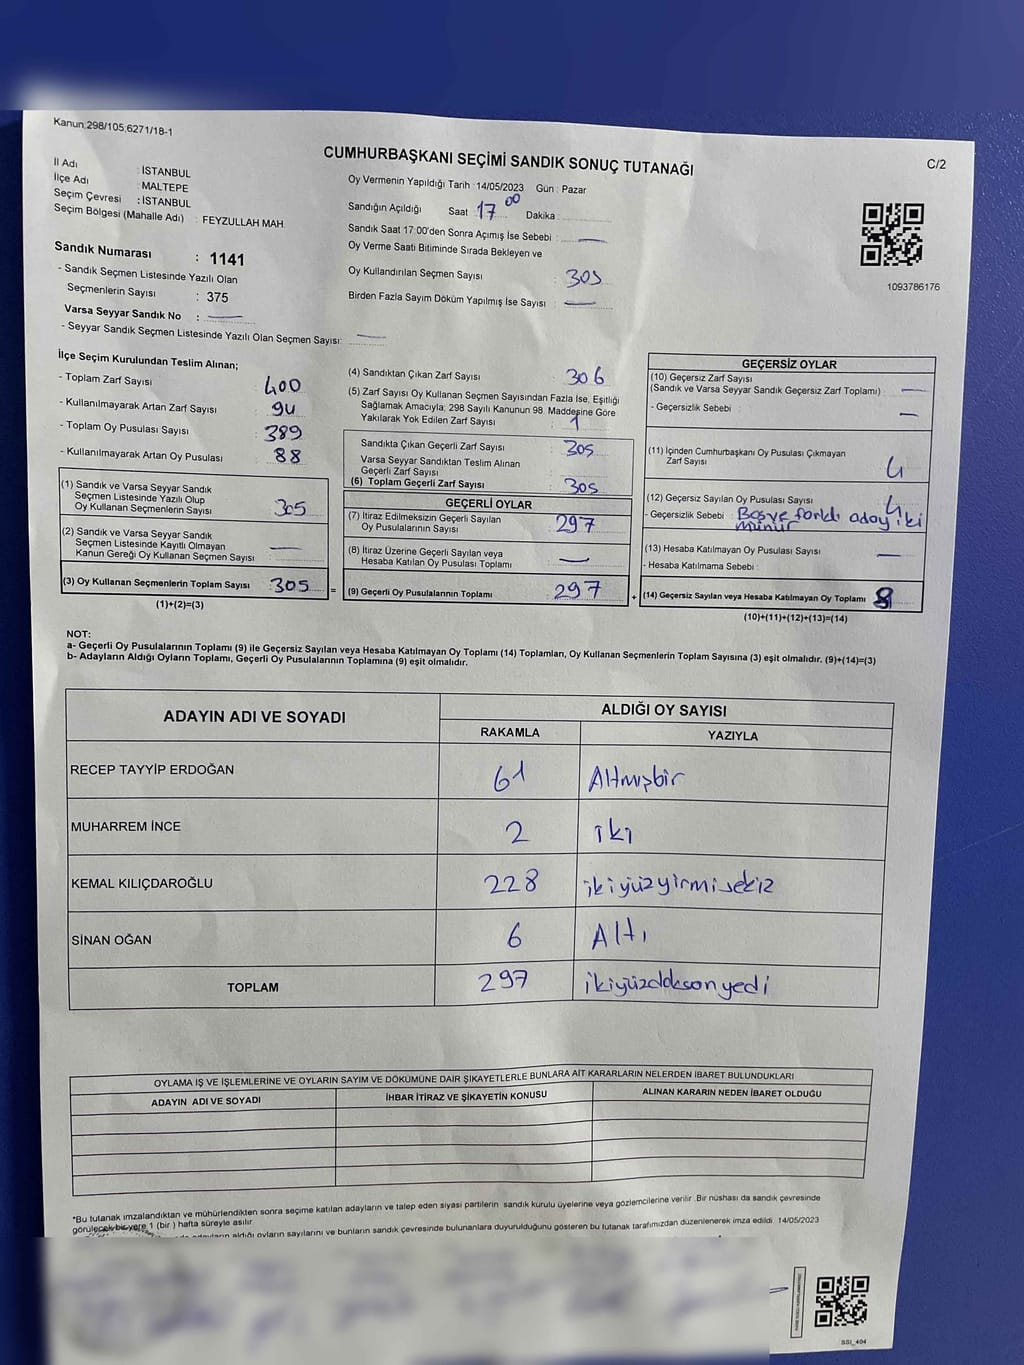 Kanun.298/105,6271/18-1
CUMHURBAŞKANI SEÇİMİ SANDIK SONUÇ TUTANAĞI
C/2
İl Adı : İSTANBUL
İlçe Adı : MALTEPE
Seçim Çevresi : İSTANBUL
Seçim Bölgesi (Mahalle Adı) : FEYZULLAH MAH
Sandık Numarası : 1141
- Sandık Seçmen Listesinde Yazılı Olan
Seçmenlerin Sayısı : 375
Varsa Seyyar Sandık No :
- Seyyar Sandık Seçmen Listesinde Yazılı Olan Seçmen Sayısı:
Oy Vermenin Yapıldığı Tarih : 14/05/2023 Gün : Pazar
Sandığın Açıldığı Saat 17 00 Dakika :
Sandık Saat 17:00'den Sonra Açımış İse Sebebi :
Oy Verme Saati Bitiminde Sırada Bekleyen ve
Oy Kullandırılan Seçmen Sayısı : 305
Birden Fazla Sayım Döküm Yapılmış İse Sayısı :
1093786176
İlçe Seçim Kurulundan Teslim Alınan;
- Toplam Zarf Sayısı : 400
- Kullanılmayarak Artan Zarf Sayısı : 94
- Toplam Oy Pusulası Sayısı : 389
- Kullanılmayarak Artan Oy Pusulası : 88
(1) Sandık ve Varsa Seyyar Sandık
Seçmen Listesinde Yazılı Olup
Oy Kullanan Seçmenlerin Sayısı : 305
(2) Sandık ve Varsa Seyyar Sandık
Seçmen Listesinde Kayıtlı Olmayan
Kanun Gereği Oy Kullanan Seçmen Sayısı :
(3) Oy Kullanan Seçmenlerin Toplam Sayısı : 305 =
(1)+(2)=(3)
(4) Sandıktan Çıkan Zarf Sayısı : 306
(5) Zarf Sayısı Oy Kullanan Seçmen Sayısından Fazla İse, Eşitliği
Sağlamak Amacıyla; 298 Sayılı Kanunun 98. Maddesine Göre
Yakılarak Yok Edilen Zarf Sayısı : 1
Sandıkta Çıkan Geçerli Zarf Sayısı : 305
Varsa Seyyar Sandıktan Teslim Alınan
Geçerli Zarf Sayısı :
(6) Toplam Geçerli Zarf Sayısı : 305
GEÇERLİ OYLAR
(7) İtiraz Edilmeksizin Geçerli Sayılan
Oy Pusulalarının Sayısı : 297
(8) İtiraz Üzerine Geçerli Sayılan veya
Hesaba Katılan Oy Pusulası Toplamı :
(9) Geçerli Oy Pusulalarının Toplamı : 297 +
GEÇERSİZ OYLAR
(10) Geçersiz Zarf Sayısı
(Sandık ve Varsa Seyyar Sandık Geçersiz Zarf Toplamı) :
- Geçersizlik Sebebi :
(11) İçinden Cumhurbaşkanı Oy Pusulası Çıkmayan
Zarf Sayısı : 4
(12) Geçersiz Sayılan Oy Pusulası Sayısı : 4
- Geçersizlik Sebebi : Boş ve farklı aday iki
mühür
(13) Hesaba Katılmayan Oy Pusulası Sayısı :
- Hesaba Katılmama Sebebi :
(14) Geçersiz Sayılan veya Hesaba Katılmayan Oy Toplamı : 8
(10)+(11)+(12)+(13)=(14)
NOT:
a- Geçerli Oy Pusulalarının Toplamı (9) ile Geçersiz Sayılan veya Hesaba Katılmayan Oy Toplamı (14) Toplamları, Oy Kullanan Seçmenlerin Toplam Sayısına (3) eşit olmalıdır. (9)+(14)=(3)
b- Adayların Aldığı Oyların Toplamı, Geçerli Oy Pusulalarının Toplamına (9) eşit olmalıdır.
ADAYIN ADI VE SOYADI ALDIĞI OY SAYISI
RAKAMLA YAZIYLA
RECEP TAYYİP ERDOĞAN 61 Altmışbir
MUHARREM İNCE 2 iki
KEMAL KILIÇDAROĞLU 228 ikiyüzyirmisekiz
SİNAN OĞAN 6 Altı
TOPLAM 297 ikiyüzdoksonyedi
OYLAMA İŞ VE İŞLEMLERİNE VE OYLARIN SAYIM VE DÖKÜMÜNE DAİR ŞİKAYETLERLE BUNLARA AİT KARARLARIN NELERDEN İBARET BULUNDUKLARI
ADAYIN ADI VE SOYADI İHBAR İTİRAZ VE ŞİKAYETİN KONUSU ALINAN KARARIN NEDEN İBARET OLDUĞU
*Bu tutanak imzalandıktan ve mühürlendikten sonra seçime katılan adayların ve talep eden siyasi partilerin sandık kurulu üyelerine veya gözlemcilerine verilir. Bir nüshası da sandık çevresinde
görülecek bir yere 1 (bir ) hafta süreyle asılır
aldığı oyların sayılarını ve bunların sandık çevresinde bulunanlara duyurulduğunu gösteren bu tutanak tarafımızdan düzenlenerek imza edildi. 14/05/2023
SSI_404